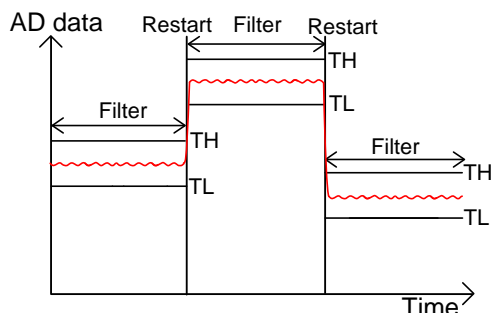 AD data
Restart
Filter
Restart
TH
TL
Filter
TH
TL
Filter
TH
TL
Time